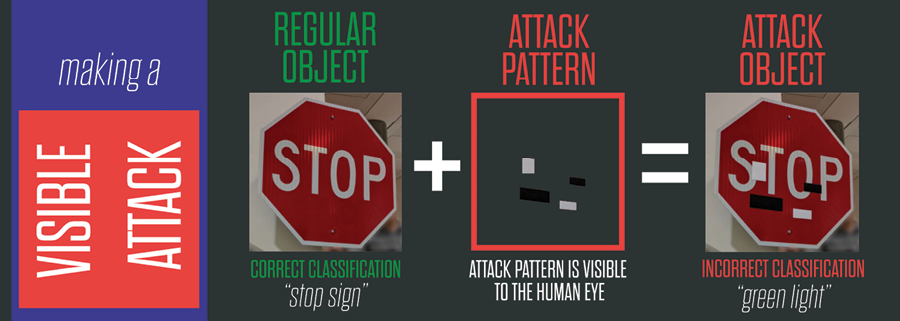 making a
VISIBLE
ATTACK
REGULAR
OBJECT
STOP
CORRECT CLASSIFICATION
“stop sign”
+
ATTACK
PATTERN
ATTACK PATTERN IS VISIBLE
TO THE HUMAN EYE
=
ATTACK
OBJECT
STOP
INCORRECT CLASSIFICATION
“green light”